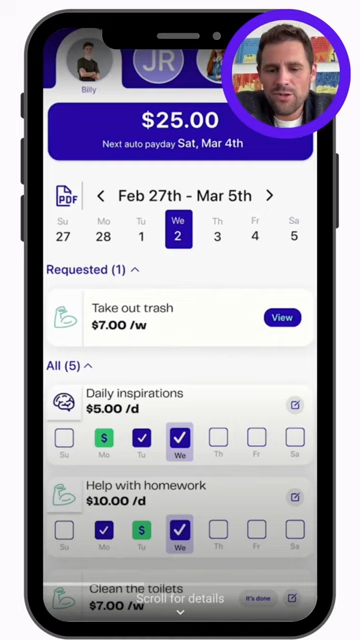 Billy
JR
$25.00
Next auto payday Sat, Mar 4th
PDF
Feb 27th - Mar 5th
Su Mo Tu We Th Fr Sa
27 28 1 2 3 4 5
Requested (1)
Take out trash
$7.00 /w
View
All (5)
Daily inspirations
$5.00 /d
$
Su Mo Tu We Th Fr Sa
Help with homework
$10.00 /d
$
Su Mo Tu We Th Fr Sa
Clean the toilets
$7.00 /w
It's done
Scroll for details